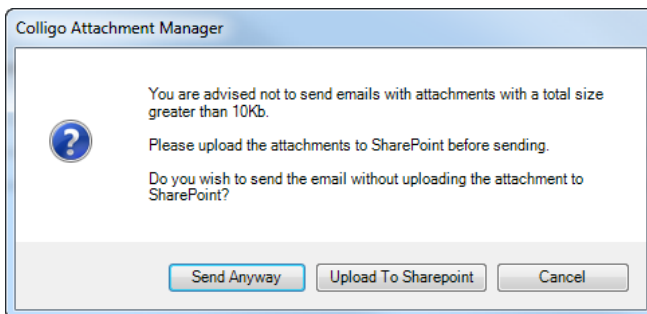 Colligo Attachment Manager
You are advised not to send emails with attachments with a total size
greater than 10Kb.
Please upload the attachments to SharePoint before sending.
Do you wish to send the email without uploading the attachment to
SharePoint?
Send Anyway
Upload To Sharepoint
Cancel